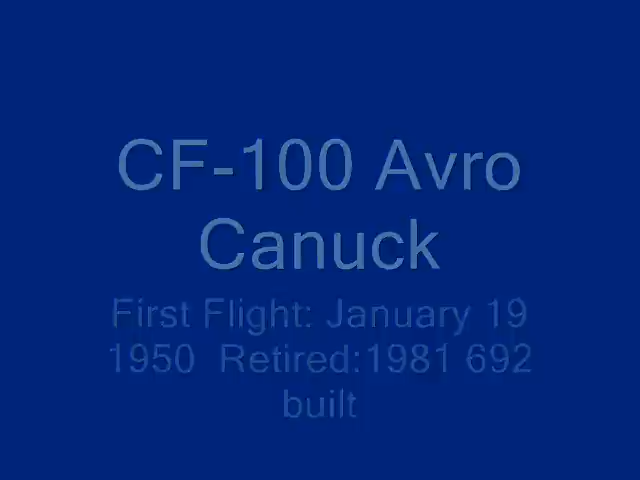 CF-100 Avro
Canuck
First Flight: January 19
1950  Retired:1981 692
built